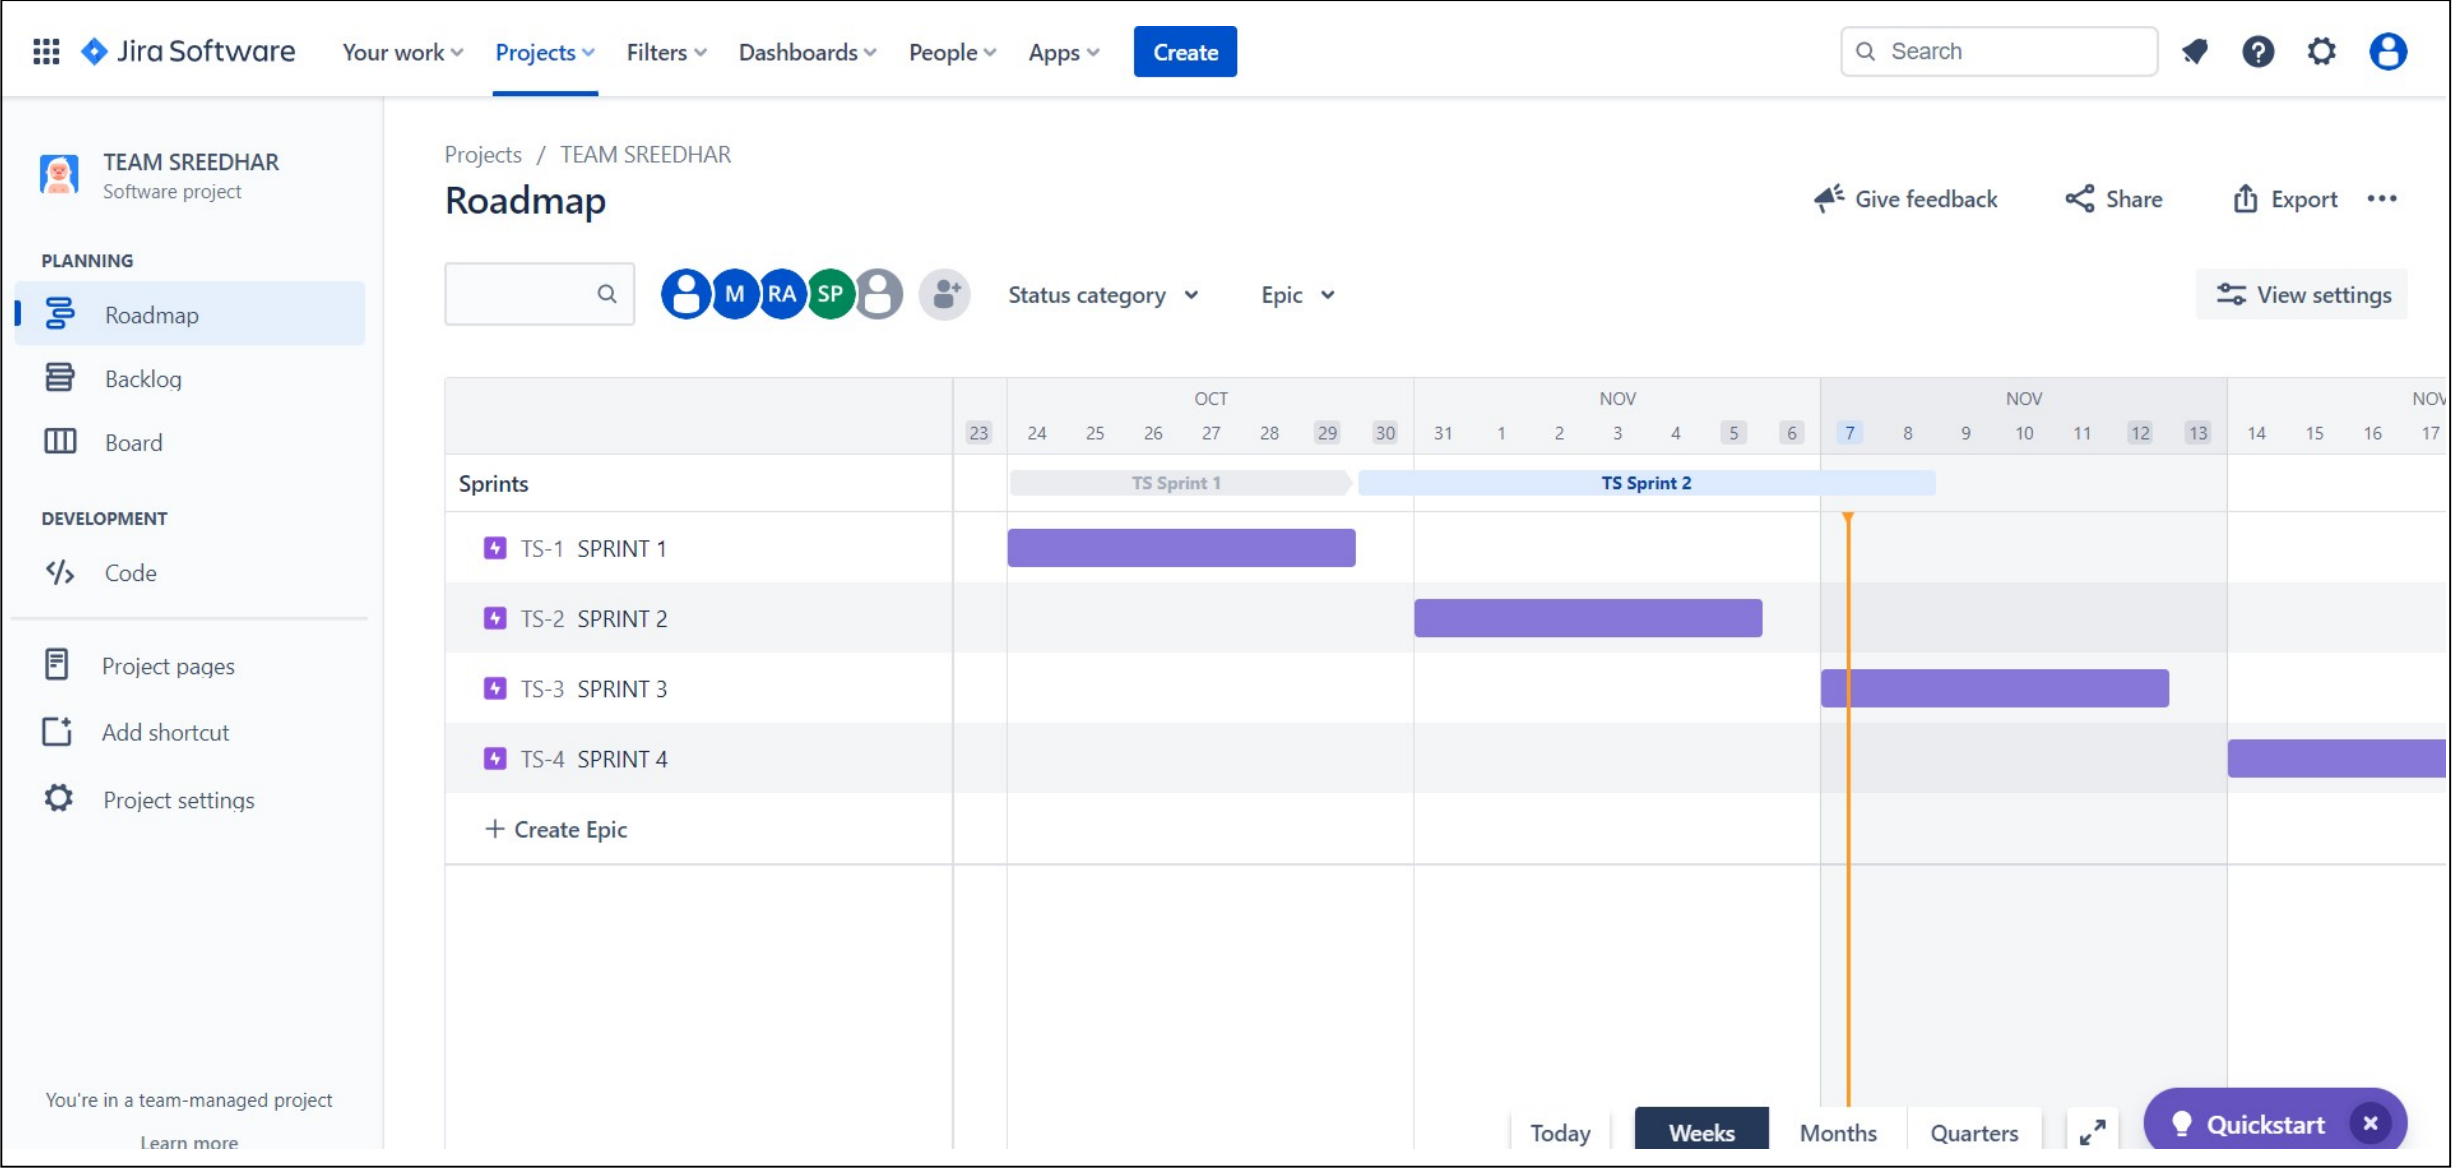 Jira Software Your work Projects Filters Dashboards People Apps Create Search
TEAM SREEDHAR
Software project
PLANNING
Roadmap
Backlog
Board
DEVELOPMENT
Code
Project pages
Add shortcut
Project settings
You're in a team-managed project
Learn more
Projects / TEAM SREEDHAR
Roadmap
Give feedback Share Export
M RA SP Status category Epic View settings
OCT NOV NOV NOV
23 24 25 26 27 28 29 30 31 1 2 3 4 5 6 7 8 9 10 11 12 13 14 15 16 17
Sprints TS Sprint 1 TS Sprint 2
TS-1 SPRINT 1
TS-2 SPRINT 2
TS-3 SPRINT 3
TS-4 SPRINT 4
+ Create Epic
Today Weeks Months Quarters Quickstart